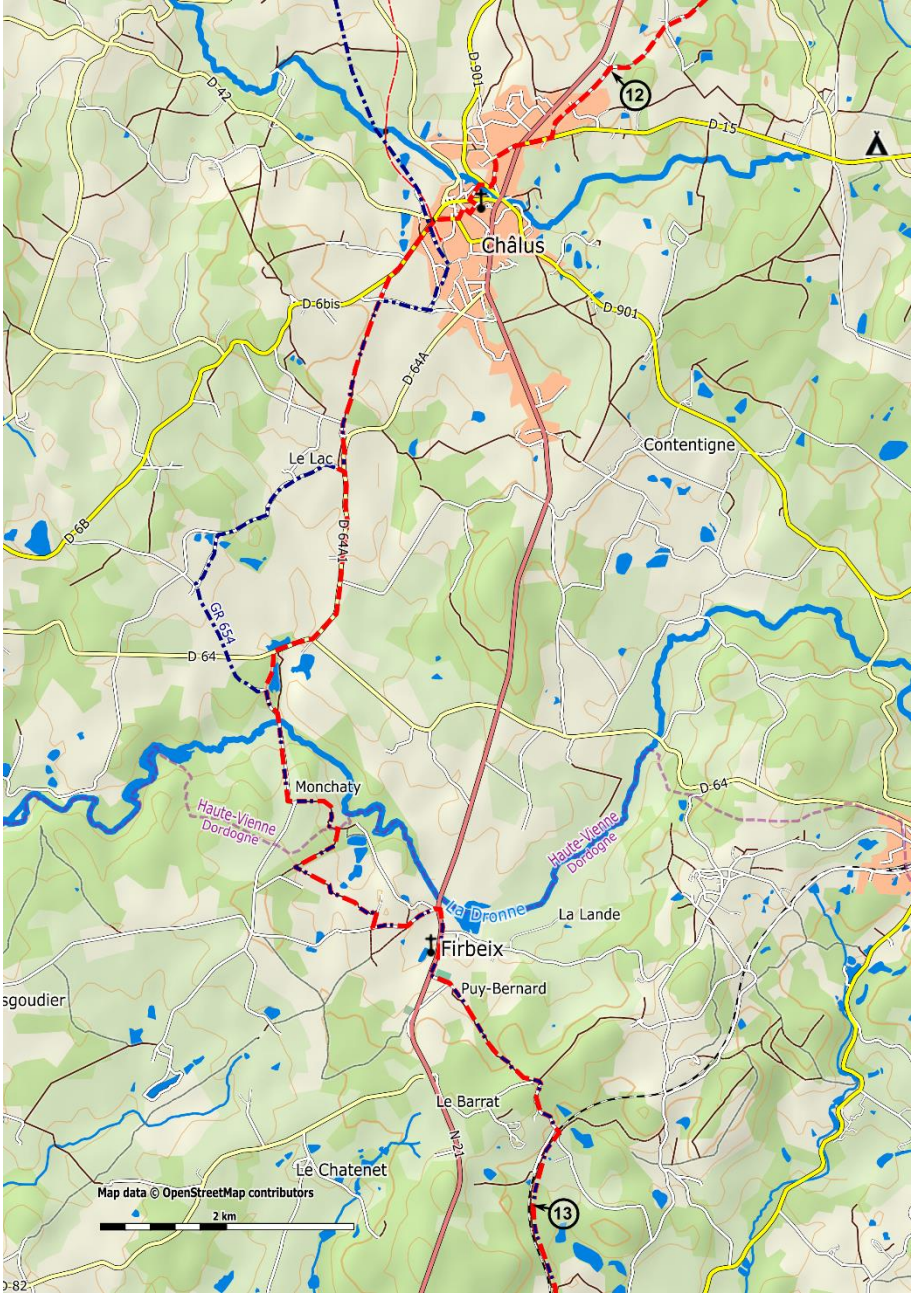 D 901
D 42
12
D 15
Châlus
D 6bis
D 901
D 64A
Contentigne
Le Lac
D 6B
D 64A1
GR 654
D 64
Monchaty
D 64
Haute-Vienne
Dordogne
Haute-Vienne
Dordogne
La Dronne
La Lande
Firbeix
Puy-Bernard
sgoudier
Le Barrat
N 21
Le Chatenet
Map data © OpenStreetMap contributors
2 km
13
D 82